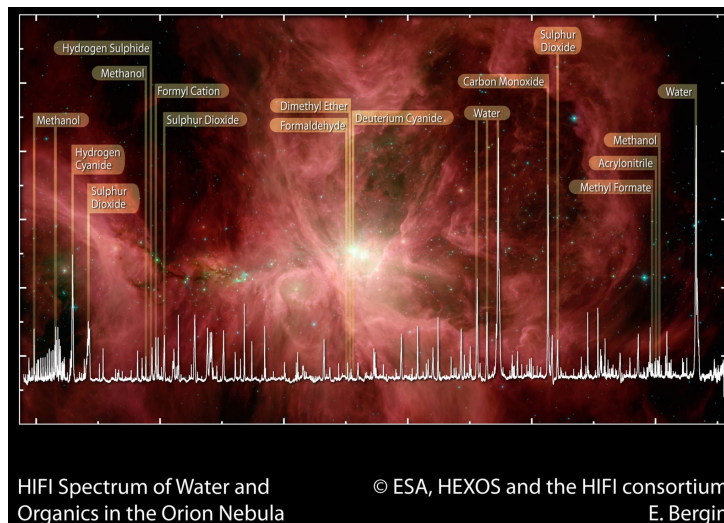 Sulphur
Dioxide
Hydrogen Sulphide
Methanol
Carbon Monoxide
Formyl Cation
Water
Dimethyl Ether
Methanol
Sulphur Dioxide
Formaldehyde
Deuterium Cyanide
Water
Methanol
Hydrogen
Cyanide
Acrylonitrile
Sulphur
Dioxide
Methyl Formate
HIFI Spectrum of Water and
Organics in the Orion Nebula
© ESA, HEXOS and the HIFI consortium
E. Bergin